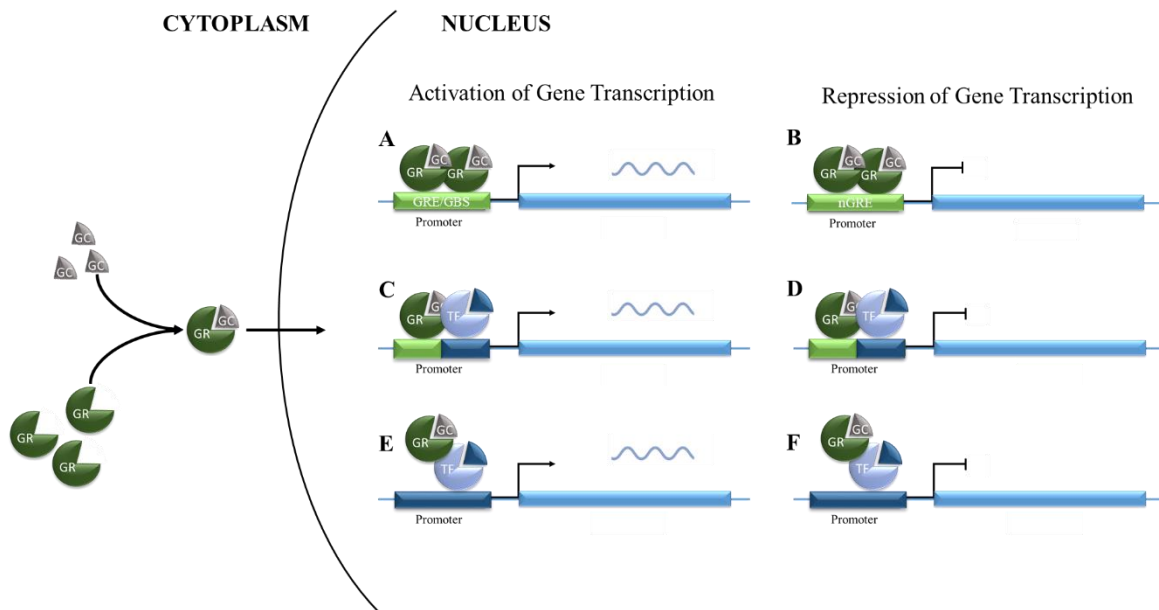 CYTOPLASM
NUCLEUS
Activation of Gene Transcription
Repression of Gene Transcription
A
GC
GC
GR
GR
GRE/GBS
Promoter
B
GC
GC
GR
GR
nGRE
Promoter
GC
GC
GC
GR
GC
GR
GR
GR
C
GC
GR
TF
Promoter
D
GC
GR
TF
Promoter
E
GC
GR
TF
Promoter
F
GC
GR
TF
Promoter